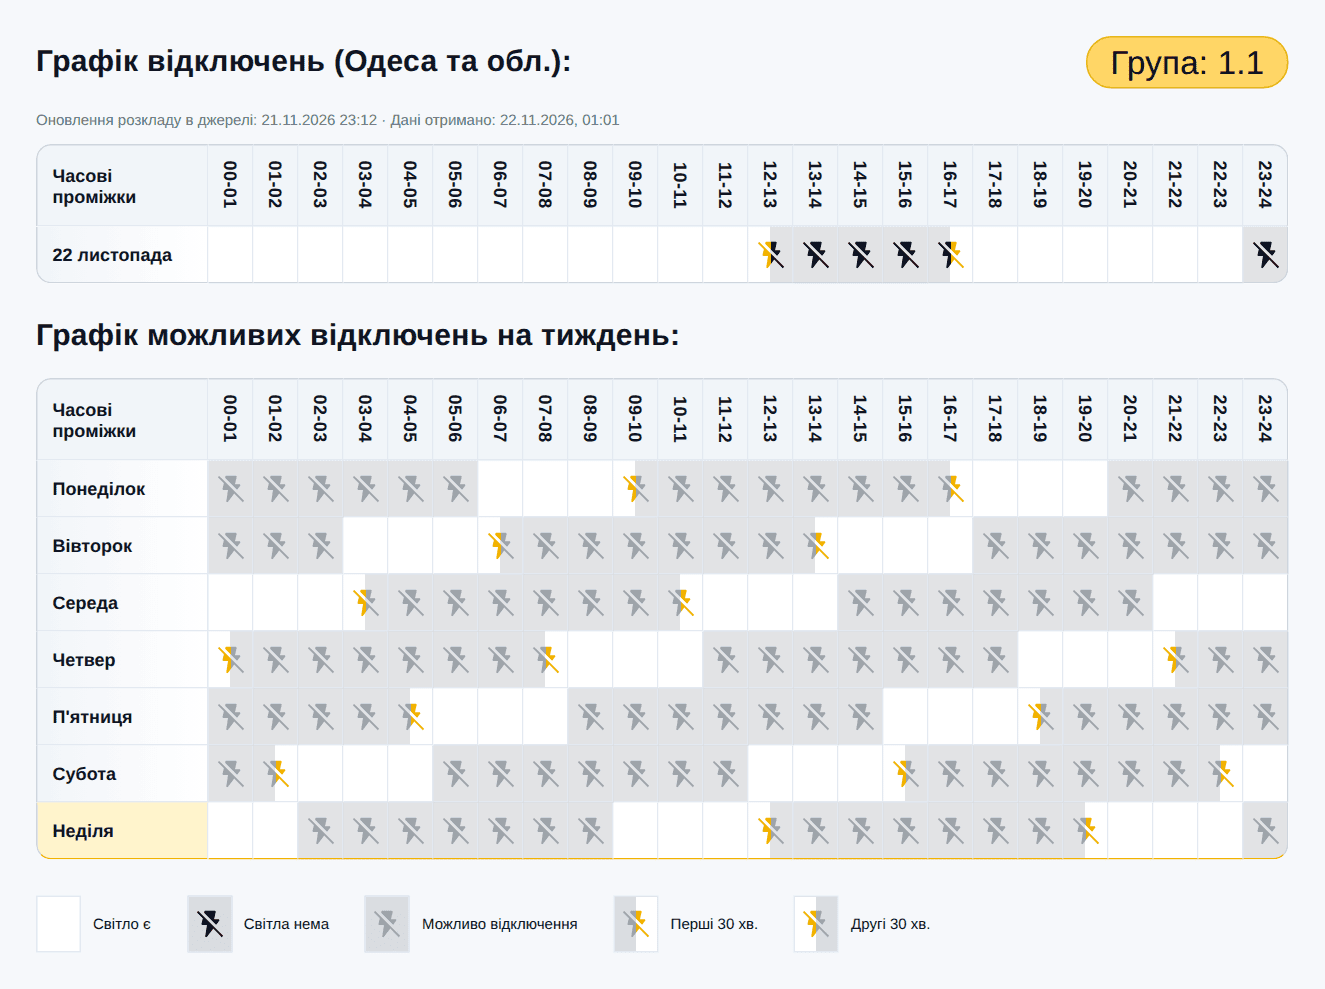 Графік відключень (Одеса та обл.):
Група: 1.1
Оновлення розкладу в джерелі: 21.11.2026 23:12 · Дані отримано: 22.11.2026, 01:01
Часові
проміжки
00-01 01-02 02-03 03-04 04-05 05-06 06-07 07-08 08-09 09-10 10-11 11-12 12-13 13-14 14-15 15-16 16-17 17-18 18-19 19-20 20-21 21-22 22-23 23-24
22 листопада
Графік можливих відключень на тиждень:
Часові
проміжки
00-01 01-02 02-03 03-04 04-05 05-06 06-07 07-08 08-09 09-10 10-11 11-12 12-13 13-14 14-15 15-16 16-17 17-18 18-19 19-20 20-21 21-22 22-23 23-24
Понеділок
Вівторок
Середа
Четвер
П'ятниця
Субота
Неділя
Світло є
Світла нема
Можливо відключення
Перші 30 хв.
Другі 30 хв.